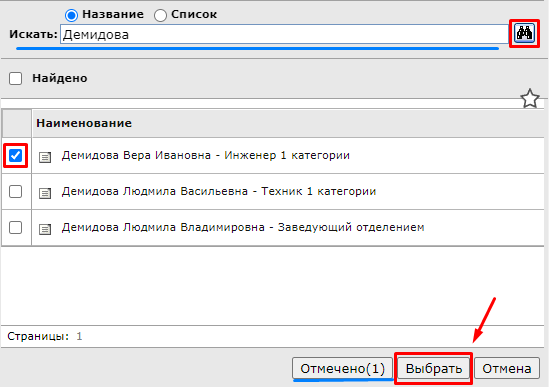 Название Список
Искать: Демидова
Найдено
Наименование
Демидова Вера Ивановна - Инженер 1 категории
Демидова Людмила Васильевна - Техник 1 категории
Демидова Людмила Владимировна - Заведующий отделением
Страницы: 1
Отмечено(1) Выбрать Отмена